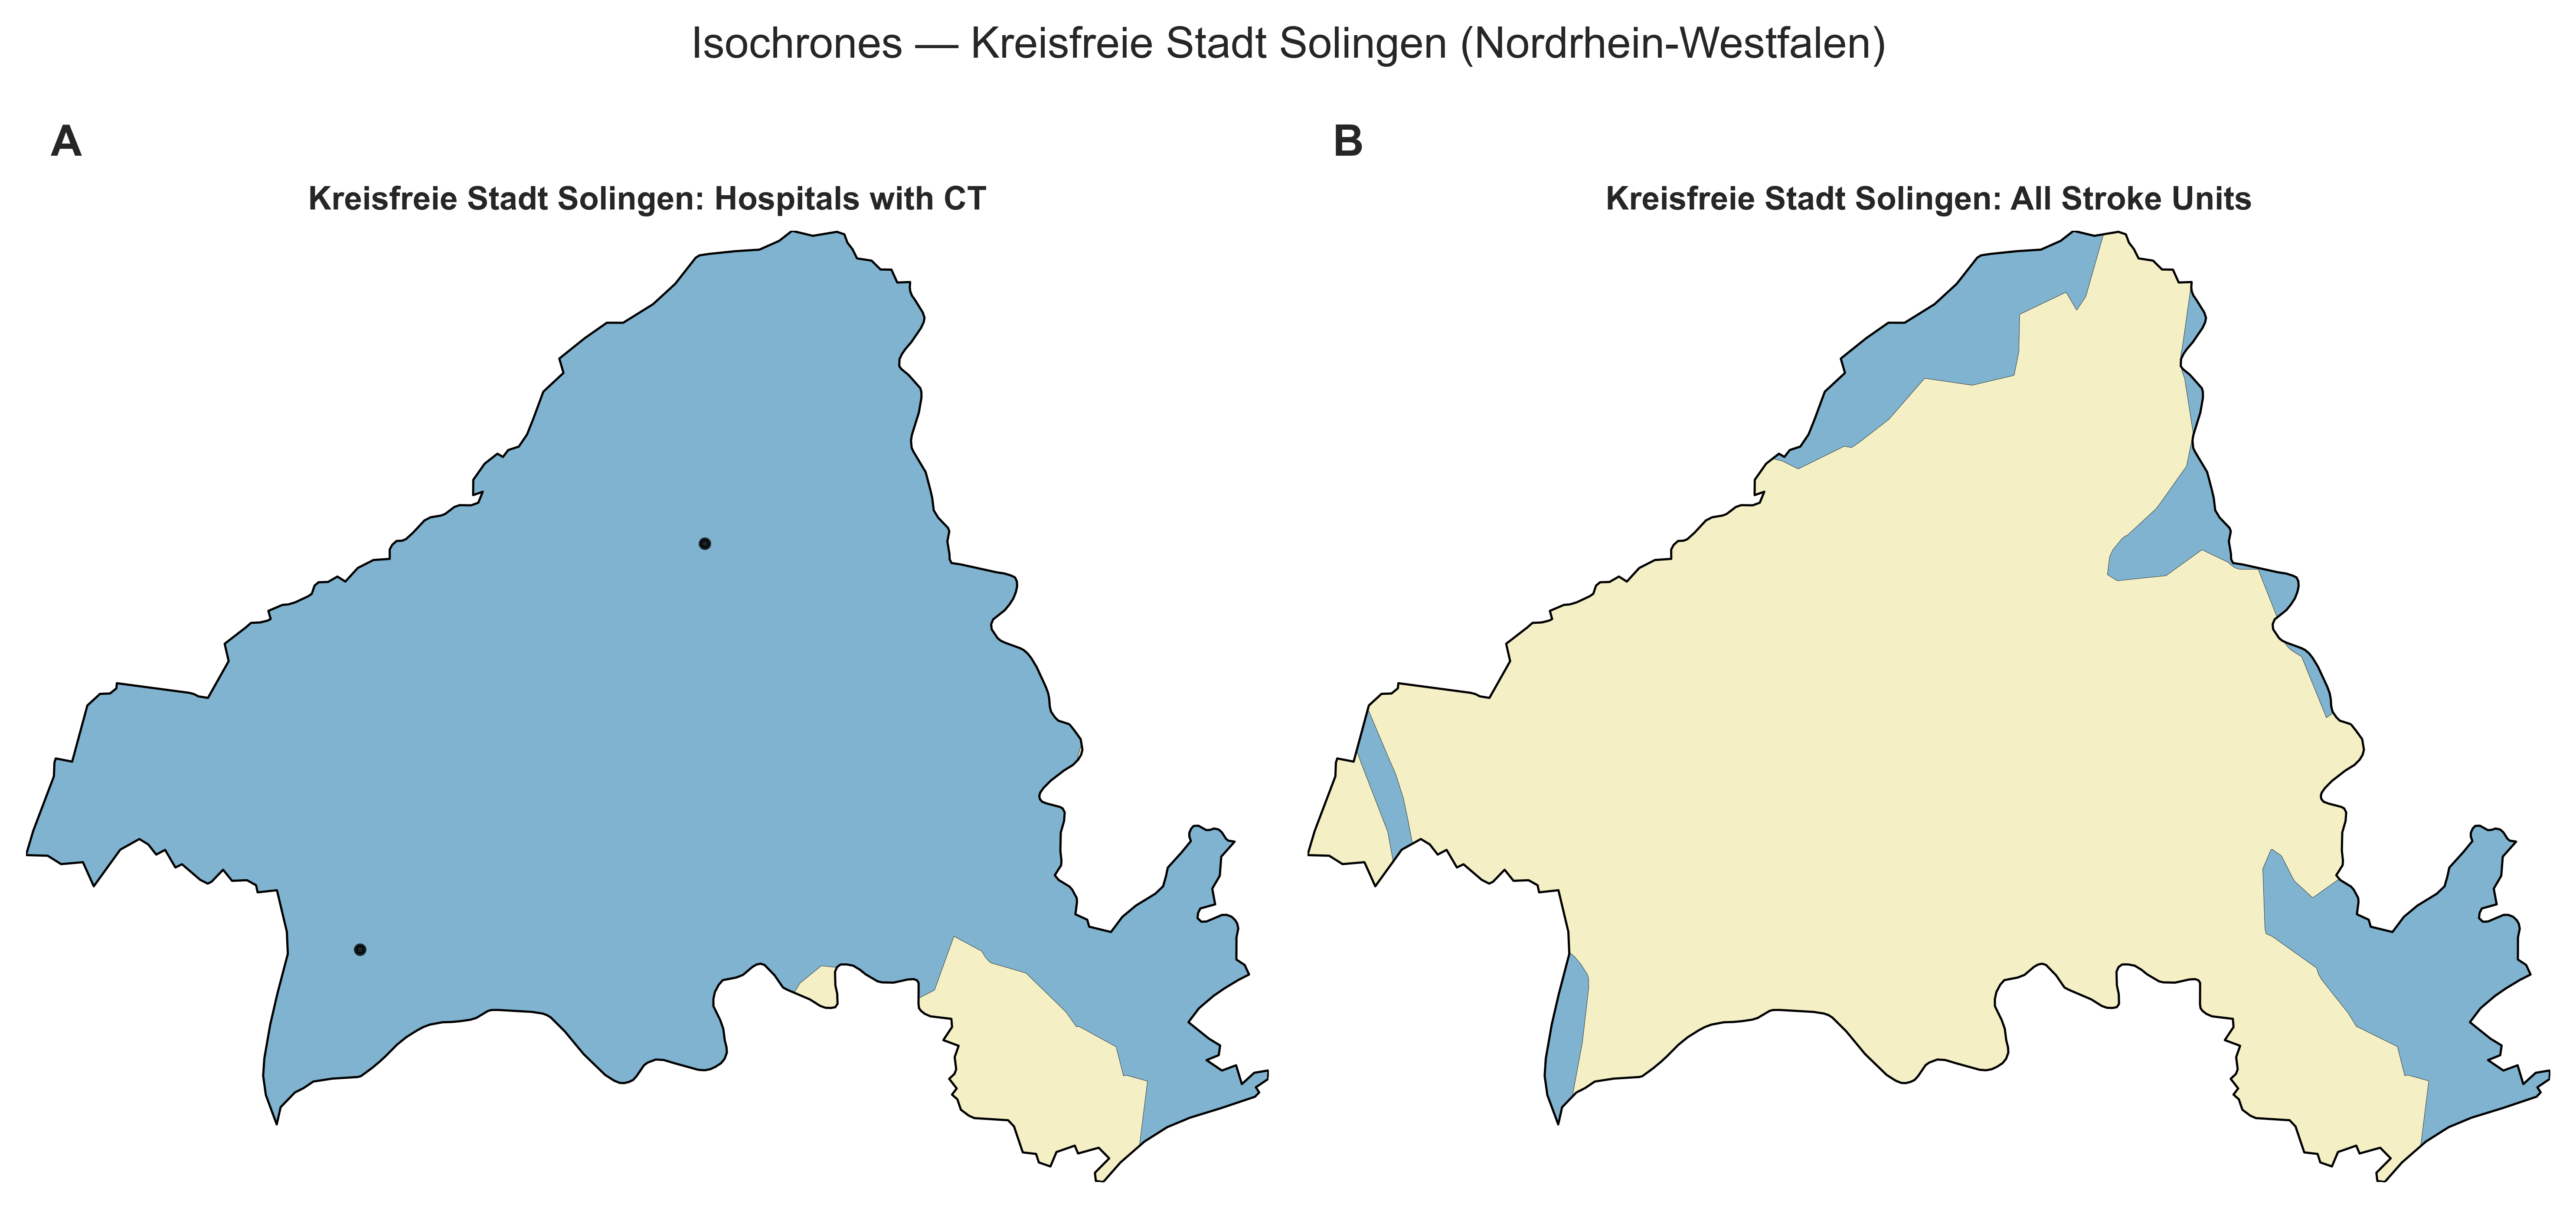 Isochrones — Kreisfreie Stadt Solingen (Nordrhein-Westfalen)
A
Kreisfreie Stadt Solingen: Hospitals with CT
B
Kreisfreie Stadt Solingen: All Stroke Units